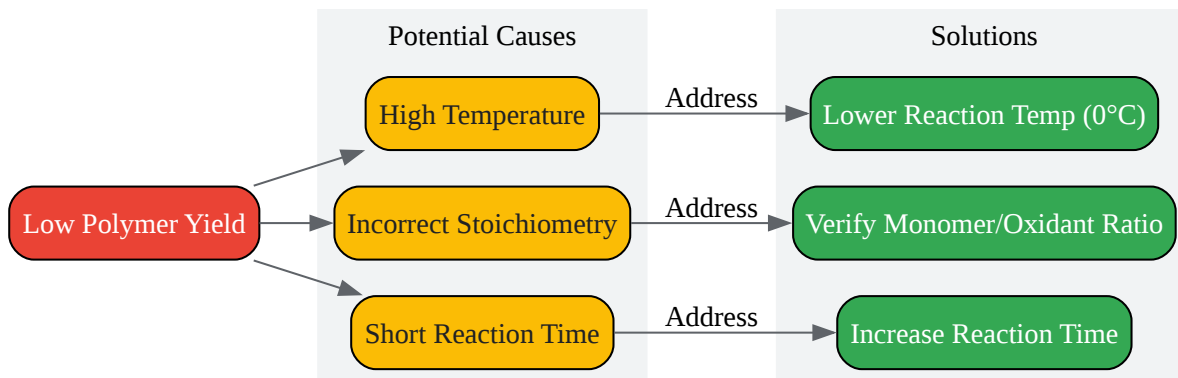 Potential Causes
Solutions
High Temperature
Address
Lower Reaction Temp (0°C)
Low Polymer Yield
Incorrect Stoichiometry
Address
Verify Monomer/Oxidant Ratio
Short Reaction Time
Address
Increase Reaction Time